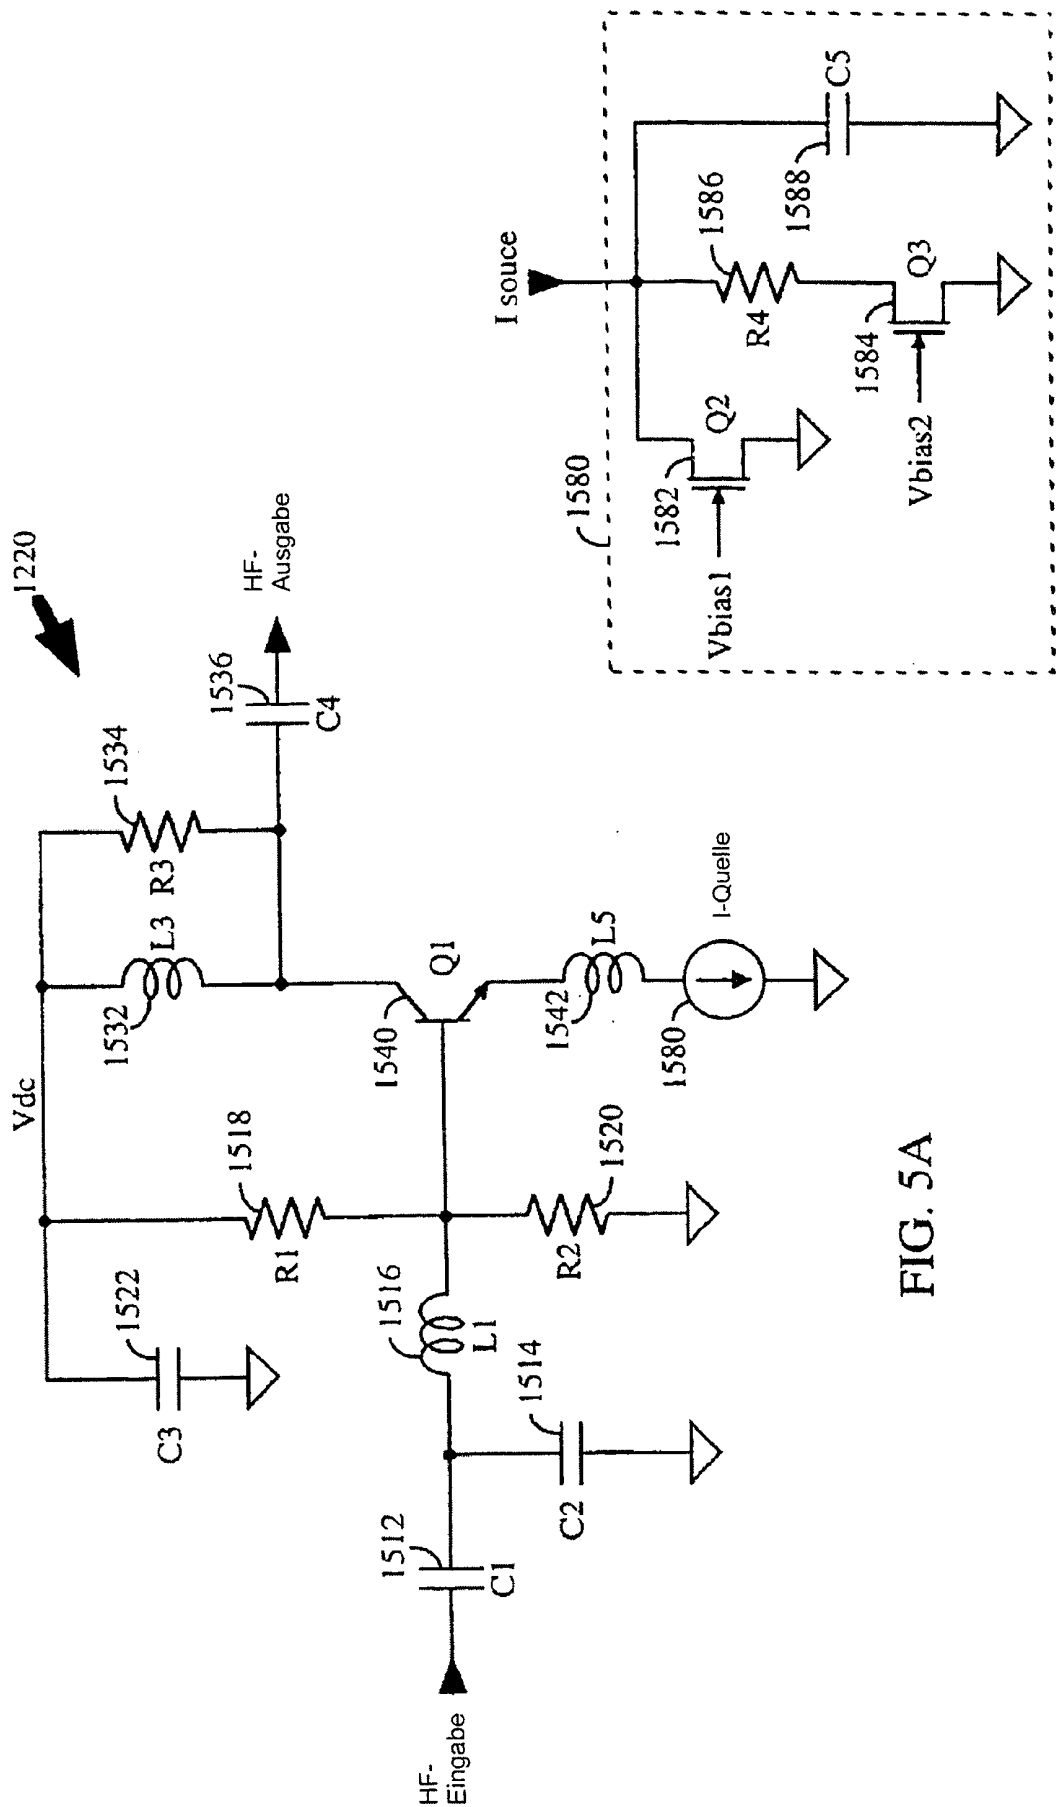 1220
Vdc
1522
C3
1518
R1
1532
L3
1534
R3
1536
C4
HF-
Ausgabe
HF-
Eingabe
1512
C1
1516
L1
1514
C2
1520
R2
1540
Q1
1542
L5
1580
I-Quelle
I souce
1580
1582
Q2
Vbias1
1586
R4
1584
Q3
Vbias2
1588
C5
FIG. 5A